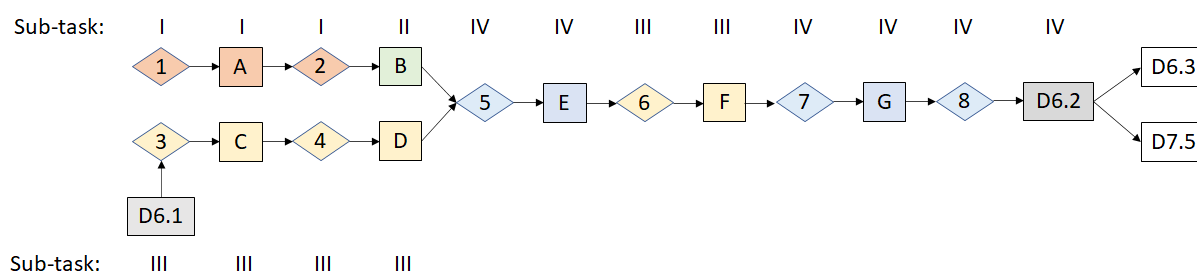 Sub-task: I I I II IV IV III III IV IV IV IV
1 A 2 B
5 E 6 F 7 G 8 D6.2
D6.3
3 C 4 D
D7.5
D6.1
Sub-task: III III III III